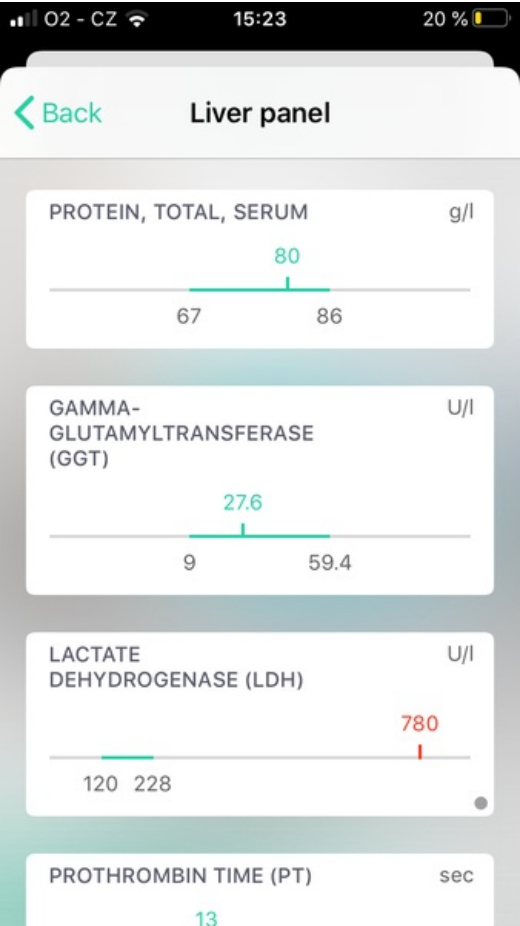 O2 - CZ 15:23 20 %
Back Liver panel
PROTEIN, TOTAL, SERUM g/l
80
67 86
GAMMA- U/l
GLUTAMYLTRANSFERASE
(GGT)
27.6
9 59.4
LACTATE U/l
DEHYDROGENASE (LDH)
780
120 228
PROTHROMBIN TIME (PT) sec
13